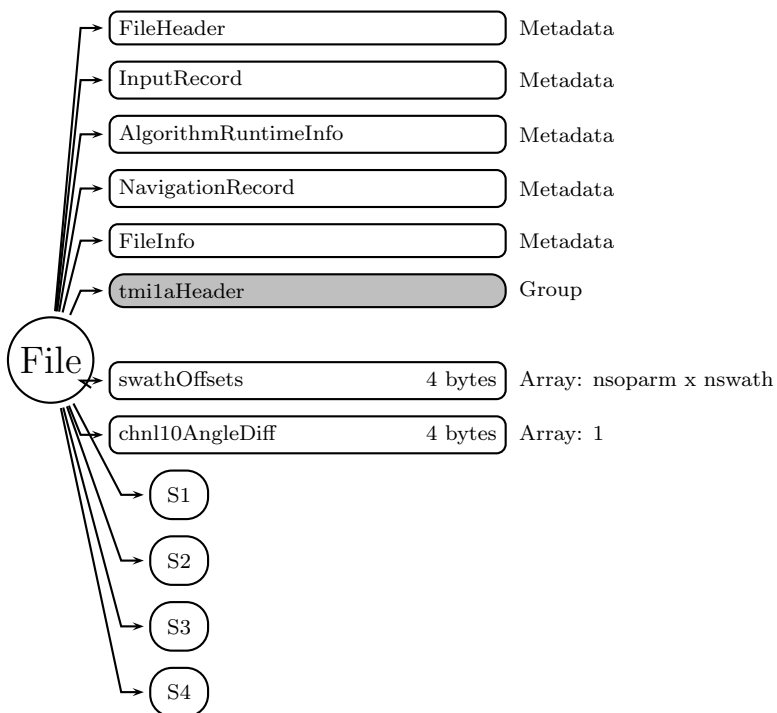 FileHeader Metadata
InputRecord Metadata
AlgorithmRuntimeInfo Metadata
NavigationRecord Metadata
FileInfo Metadata
tmi1aHeader Group
File
swathOffsets 4 bytes Array: nsoparm x nswath
chnl10AngleDiff 4 bytes Array: 1
S1
S2
S3
S4